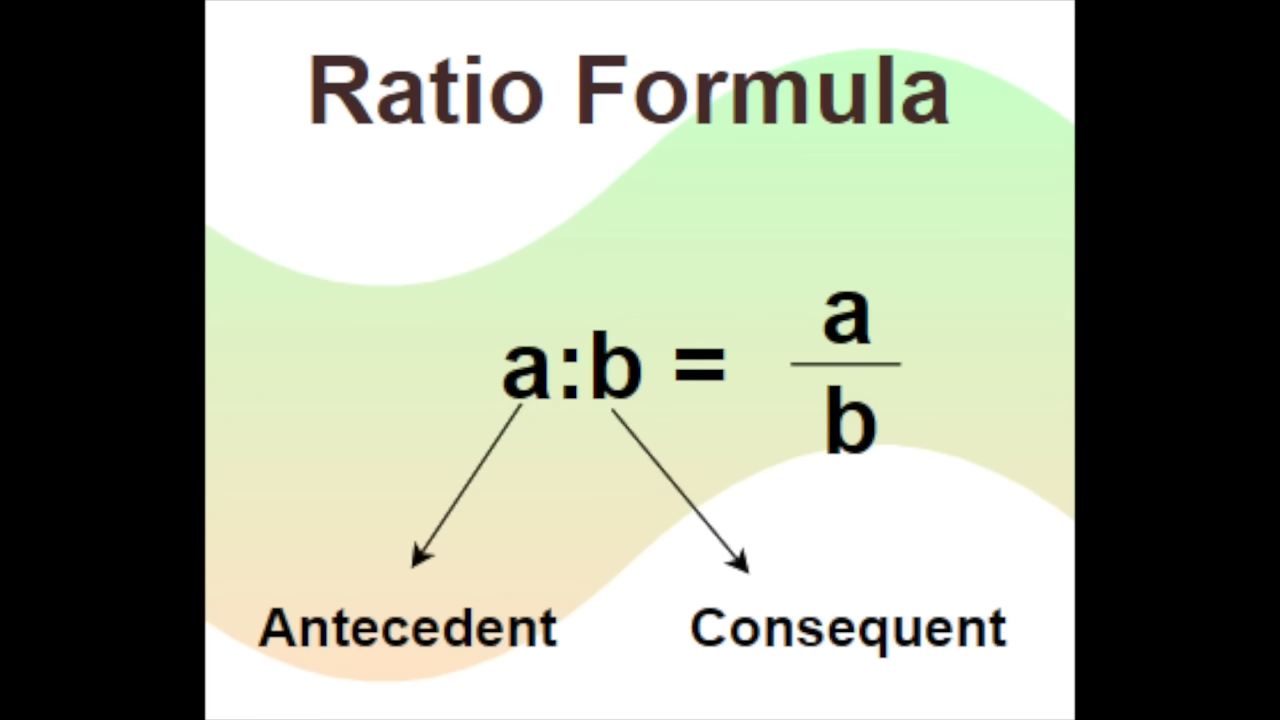 Ratio Formula
a:b = a/b
Antecedent Consequent